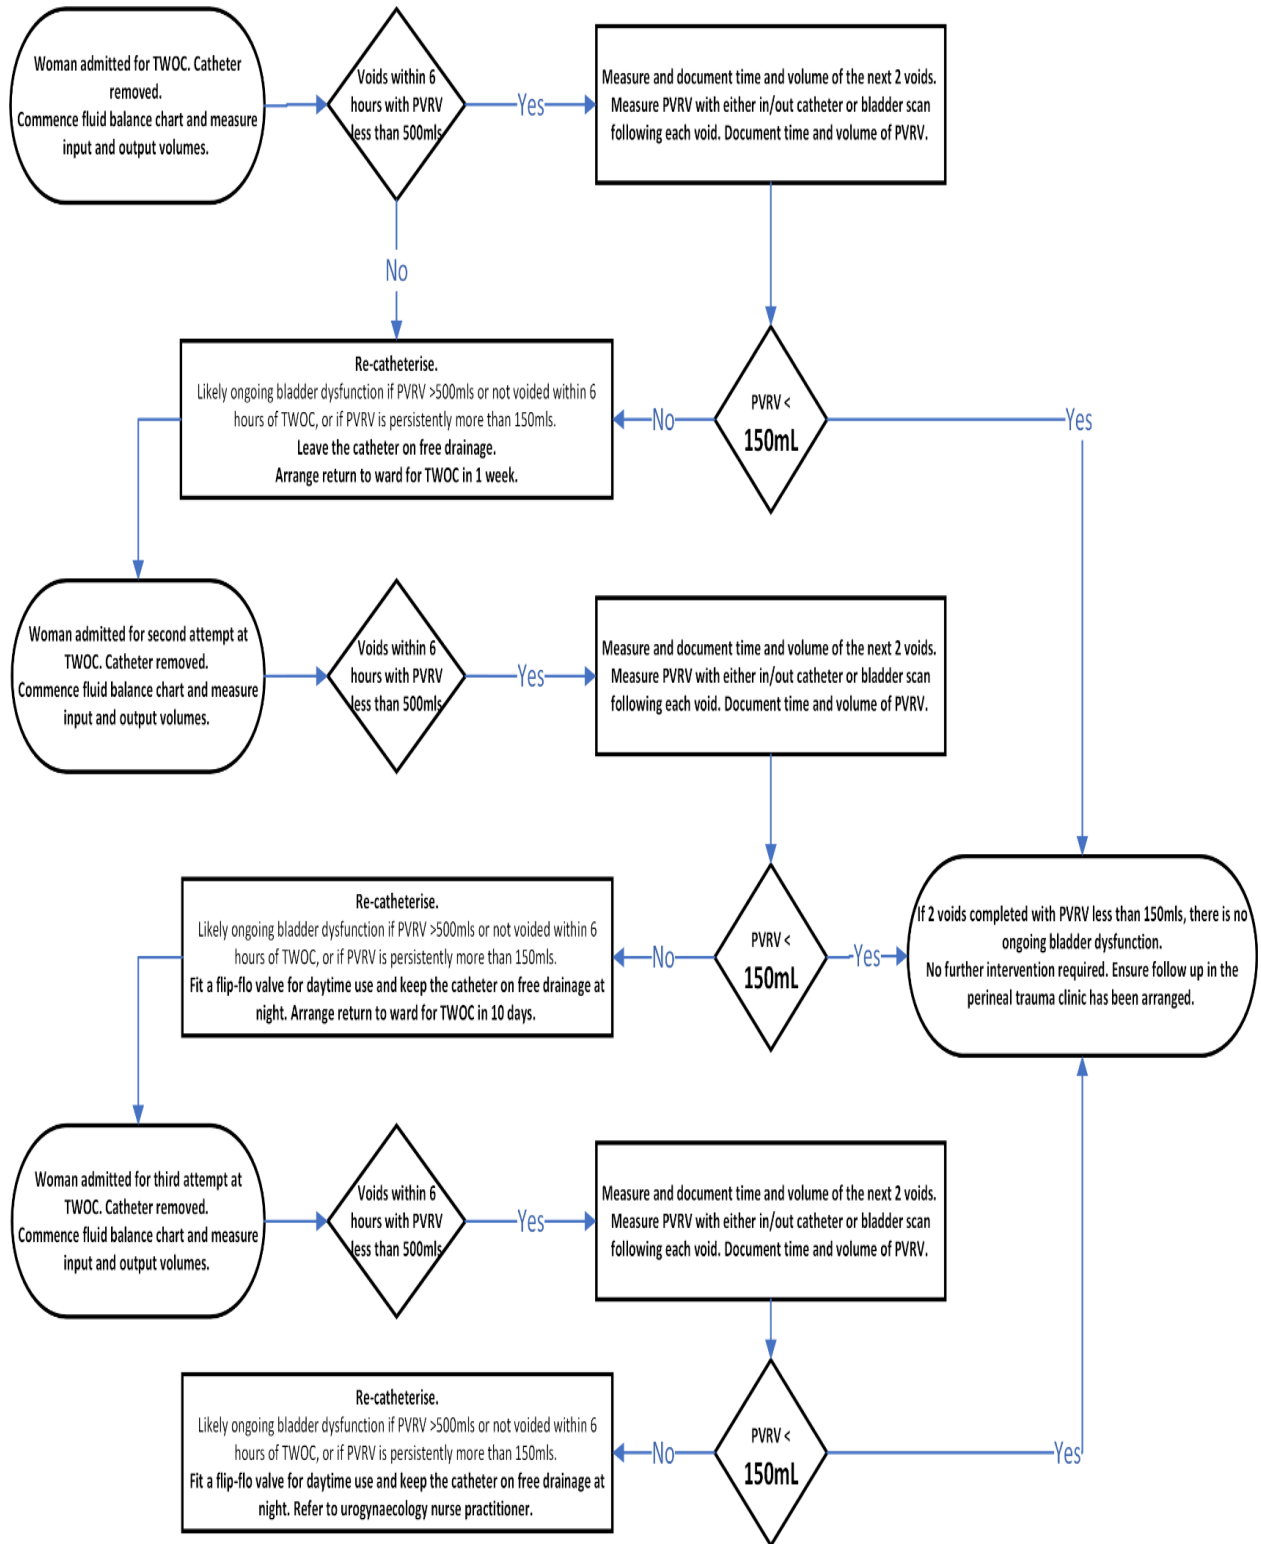 Woman admitted for TWOC. Catheter
removed.
Commence fluid balance chart and measure
input and output volumes.
Voids within 6
hours with PVRV
less than 500mls
Yes
Measure and document time and volume of the next 2 voids.
Measure PVRV with either in/out catheter or bladder scan
following each void. Document time and volume of PVRV.
No
Re-catheterise.
Likely ongoing bladder dysfunction if PVRV >500mls or not voided within 6
hours of TWOC, or if PVRV is persistently more than 150mls.
Leave the catheter on free drainage.
Arrange return to ward for TWOC in 1 week.
No
PVRV <
150mL
Yes
Woman admitted for second attempt at
TWOC. Catheter removed.
Commence fluid balance chart and measure
input and output volumes.
Voids within 6
hours with PVRV
less than 500mls
Yes
Measure and document time and volume of the next 2 voids.
Measure PVRV with either in/out catheter or bladder scan
following each void. Document time and volume of PVRV.
Re-catheterise.
Likely ongoing bladder dysfunction if PVRV >500mls or not voided within 6
hours of TWOC, or if PVRV is persistently more than 150mls.
Fit a flip-flo valve for daytime use and keep the catheter on free drainage at
night. Arrange return to ward for TWOC in 10 days.
No
PVRV <
150mL
Yes
If 2 voids completed with PVRV less than 150mls, there is no
ongoing bladder dysfunction.
No further intervention required. Ensure follow up in the
perineal trauma clinic has been arranged.
Woman admitted for third attempt at
TWOC. Catheter removed.
Commence fluid balance chart and measure
input and output volumes.
Voids within 6
hours with PVRV
less than 500mls
Yes
Measure and document time and volume of the next 2 voids.
Measure PVRV with either in/out catheter or bladder scan
following each void. Document time and volume of PVRV.
Re-catheterise.
Likely ongoing bladder dysfunction if PVRV >500mls or not voided within 6
hours of TWOC, or if PVRV is persistently more than 150mls.
Fit a flip-flo valve for daytime use and keep the catheter on free drainage at
night. Refer to urogynaecology nurse practitioner.
No
PVRV <
150mL
Yes